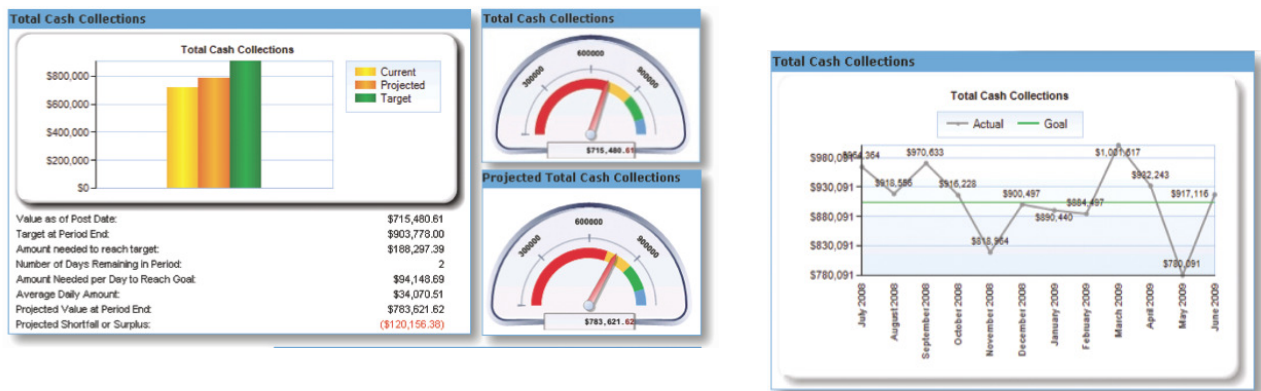 Total Cash Collections
Total Cash Collections
$800,000
$600,000
$400,000
$200,000
$0
Current
Projected
Target
Value as of Post Date: $715,480.61
Target at Period End: $903,778.00
Amount needed to reach target: $188,297.39
Number of Days Remaining in Period: 2
Amount Needed per Day to Reach Goal: $94,148.69
Average Daily Amount: $34,070.51
Projected Value at Period End: $783,621.62
Projected Shortfall or Surplus: ($120,156.38)
Total Cash Collections
300000
600000
900000
$715,480.61
Projected Total Cash Collections
300000
600000
900000
$783,621.62
Total Cash Collections
Total Cash Collections
Actual
Goal
$980,091
$930,091
$880,091
$830,091
$780,091
$970,633
$916,228
$818,964
$900,497
$890,440
$884,497
$1,001,617
$932,243
$780,091
$917,116
July 2008
August 2008
September 2008
October 2008
November 2008
December 2008
January 2009
February 2009
March 2009
April 2009
May 2009
June 2009